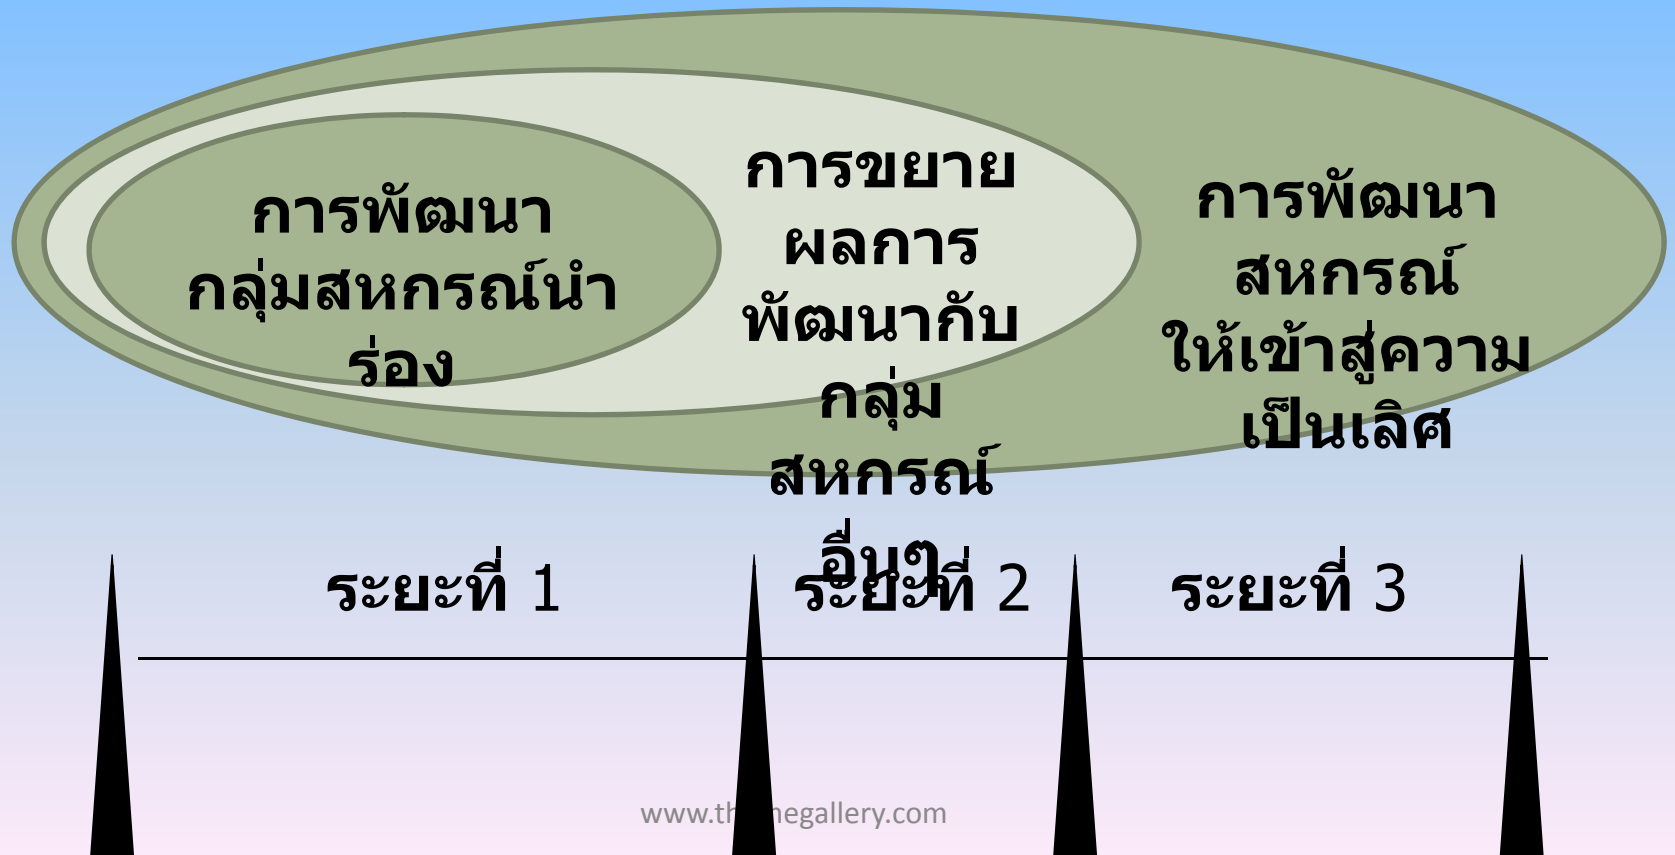 การพัฒนา
กลุ่มสหกรณ์นำ
ร่อง
การขยาย
ผลการ
พัฒนากับ
กลุ่ม
สหกรณ์
อื่นๆ
การพัฒนา
สหกรณ์
ให้เข้าสู่ความ
เป็นเลิศ
ระยะที่ 1
ระยะที่ 2
ระยะที่ 3